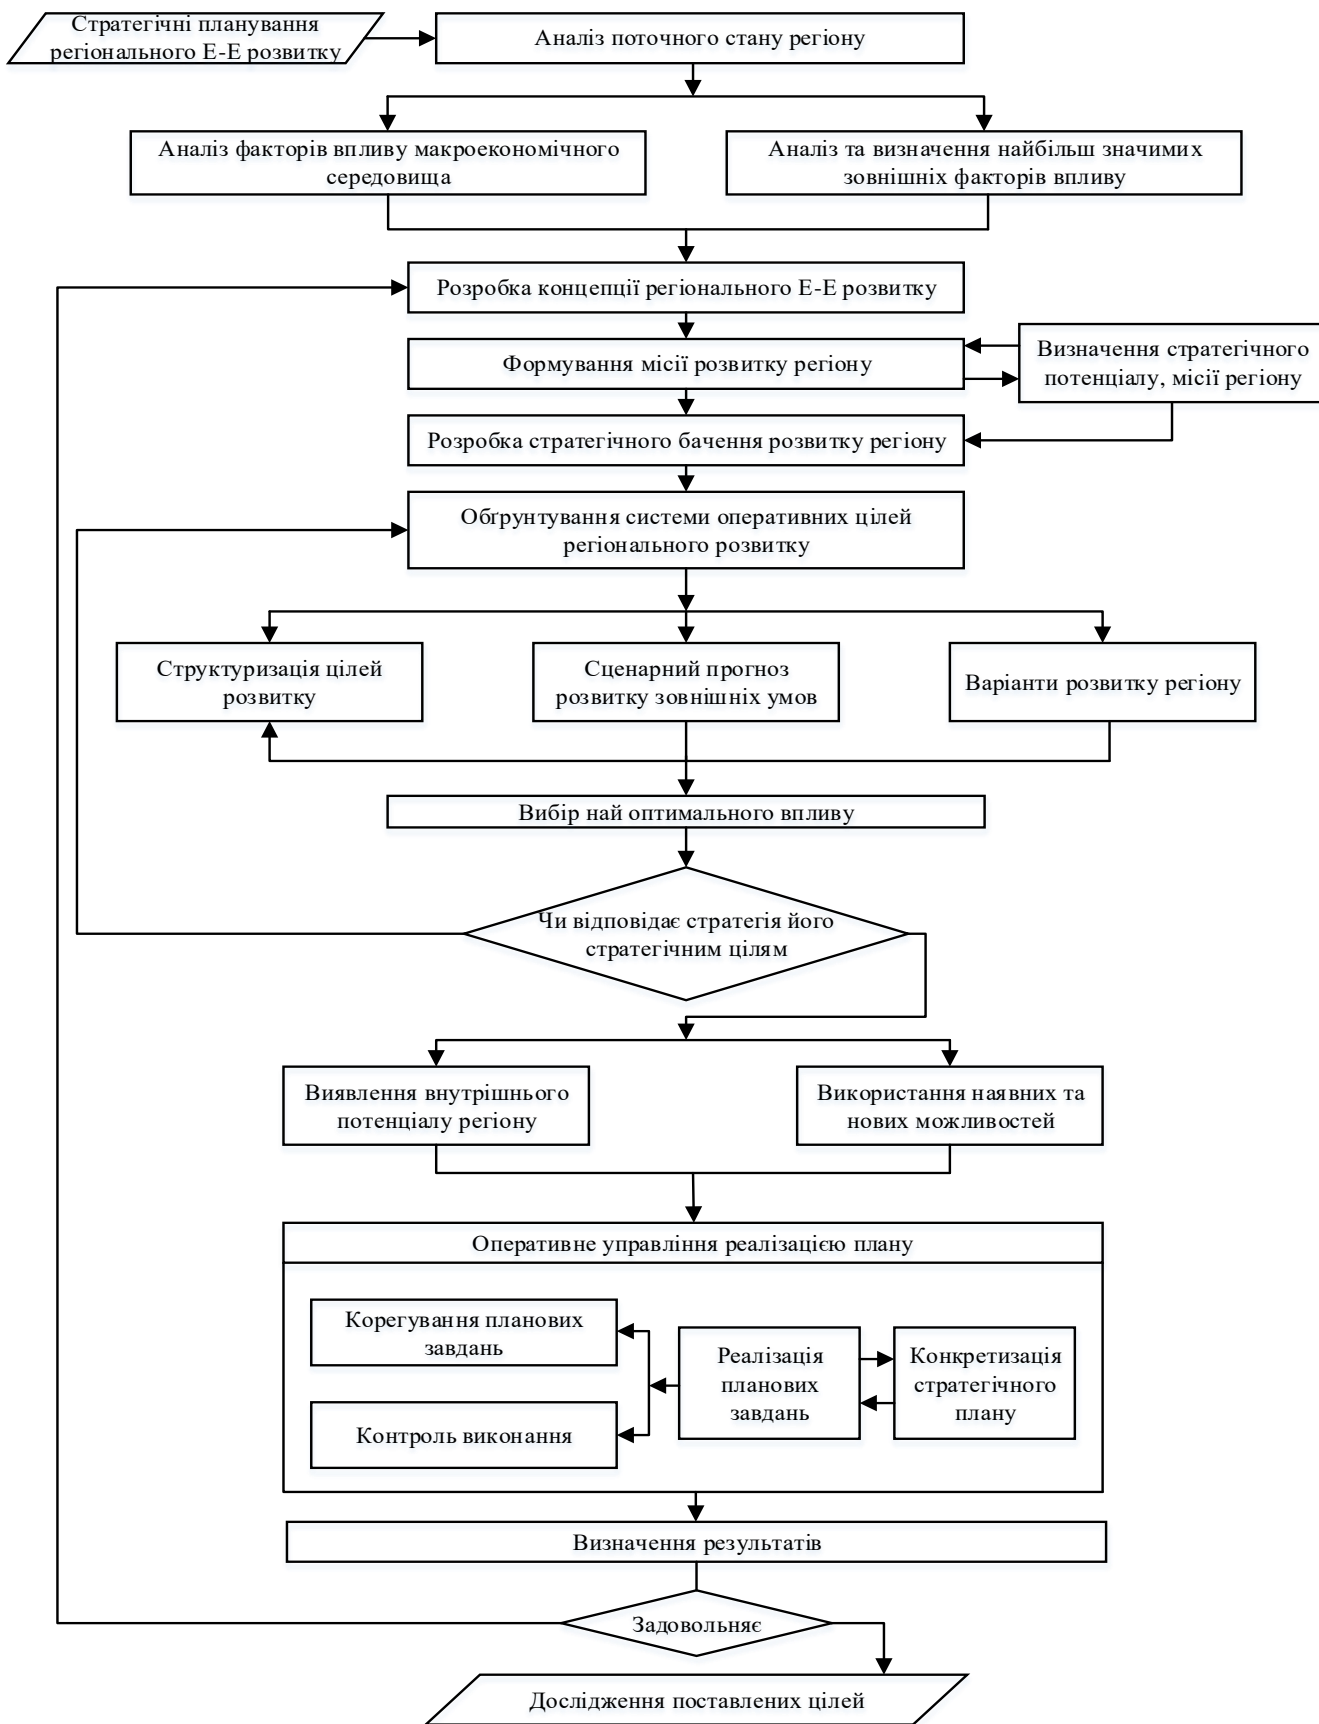 Стратегічні планування
регіонального Е-Е розвитку
Аналіз поточного стану регіону
Аналіз факторів впливу макроекономічного
середовища
Аналіз та визначення найбільш значимих
зовнішніх факторів впливу
Розробка концепції регіонального Е-Е розвитку
Формування місії розвитку регіону
Визначення стратегічного
потенціалу, місії регіону
Розробка стратегічного бачення розвитку регіону
Обґрунтування системи оперативних цілей
регіонального розвитку
Структуризація цілей
розвитку
Сценарний прогноз
розвитку зовнішніх умов
Варіанти розвитку регіону
Вибір най оптимального впливу
Чи відповідає стратегія його
стратегічним цілям
Виявлення внутрішнього
потенціалу регіону
Використання наявних та
нових можливостей
Оперативне управління реалізацією плану
Корегування планових
завдань
Реалізація
планових
завдань
Конкретизація
стратегічного
плану
Контроль виконання
Визначення результатів
Задовольняє
Дослідження поставлених цілей